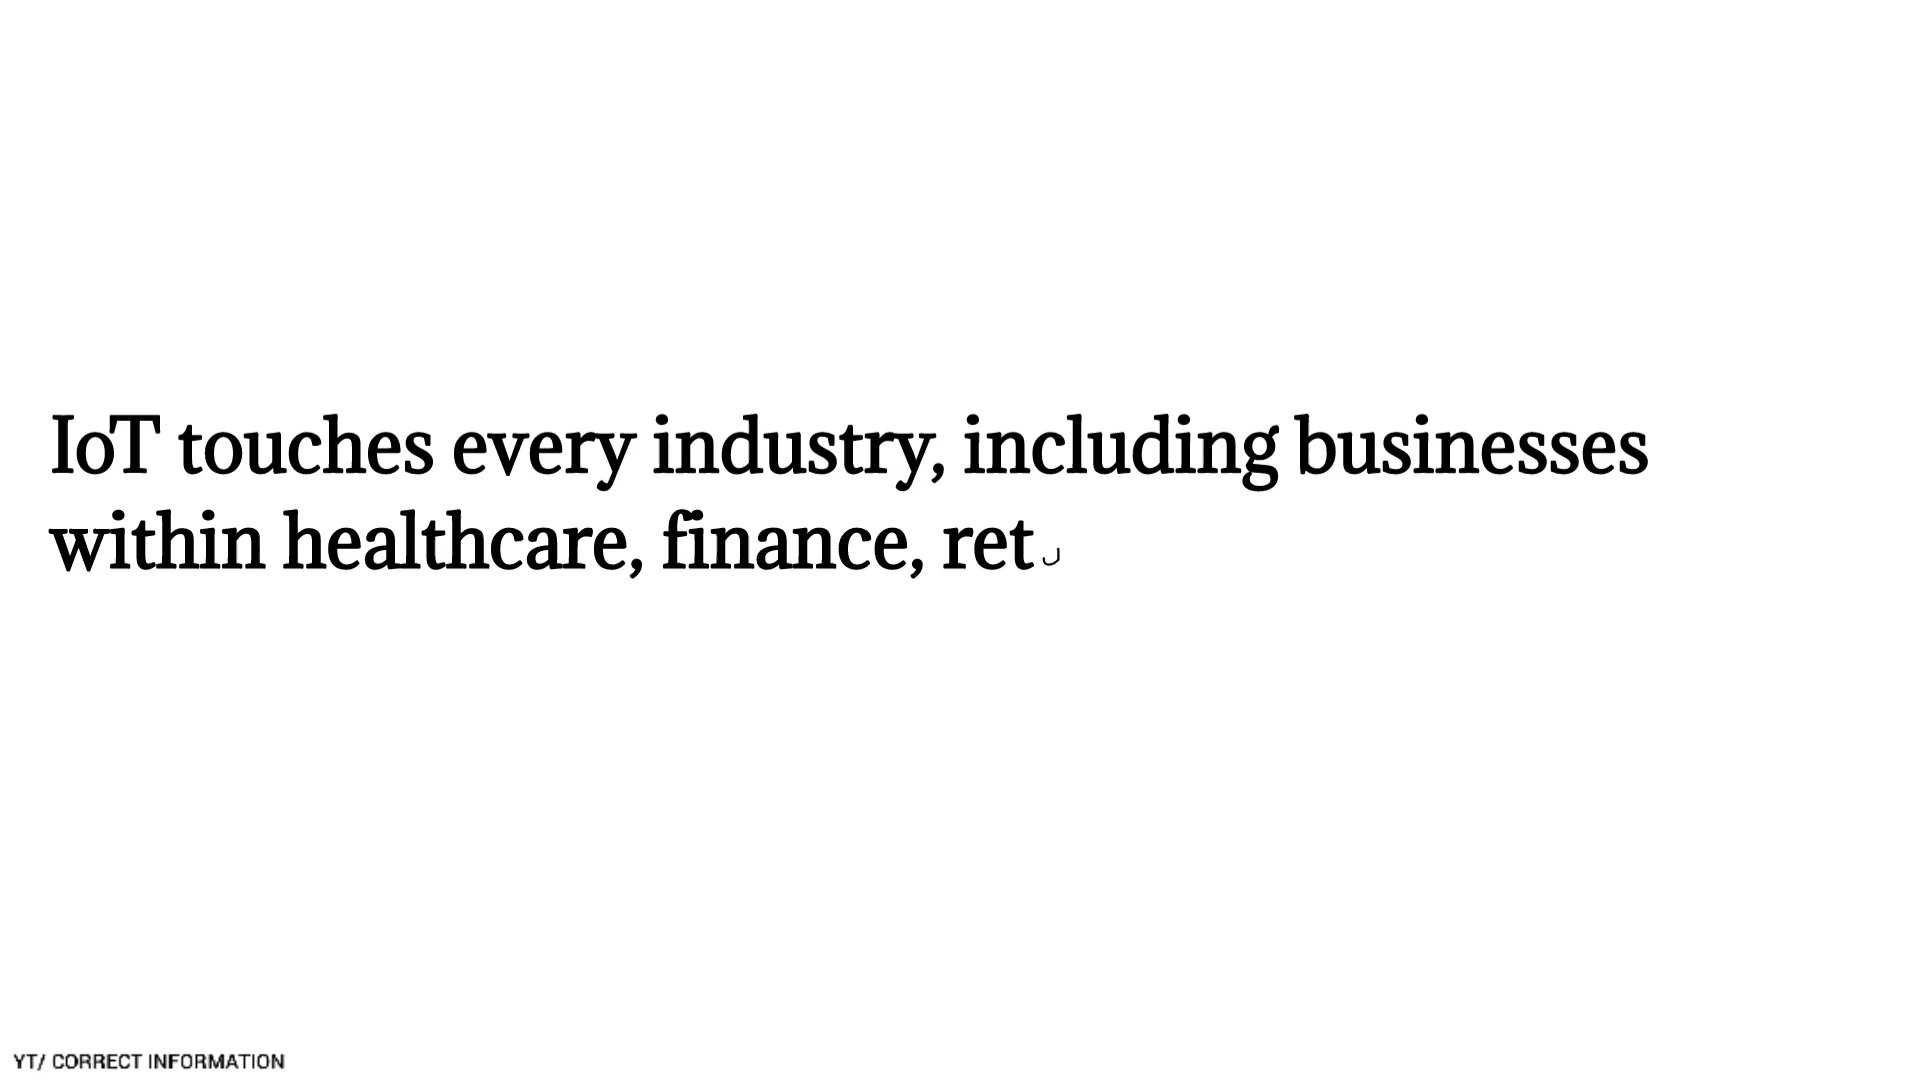 IoT touches every industry, including businesses
within healthcare, finance, ret
YT/ CORRECT INFORMATION